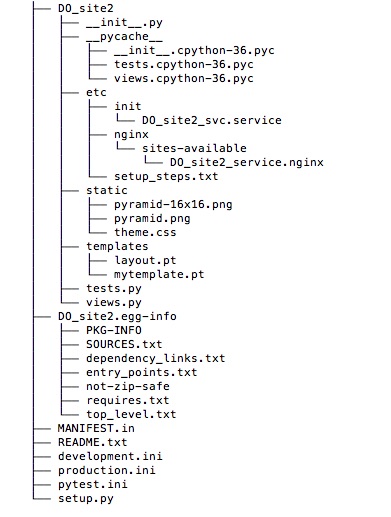 DO_site2
__init__.py
__pycache__
__init__.cpython-36.pyc
tests.cpython-36.pyc
views.cpython-36.pyc
etc
init
DO_site2_svc.service
nginx
sites-available
DO_site2_service.nginx
setup_steps.txt
static
pyramid-16x16.png
pyramid.png
theme.css
templates
layout.pt
mytemplate.pt
tests.py
views.py
DO_site2.egg-info
PKG-INFO
SOURCES.txt
dependency_links.txt
entry_points.txt
not-zip-safe
requires.txt
top_level.txt
MANIFEST.in
README.txt
development.ini
production.ini
pytest.ini
setup.py